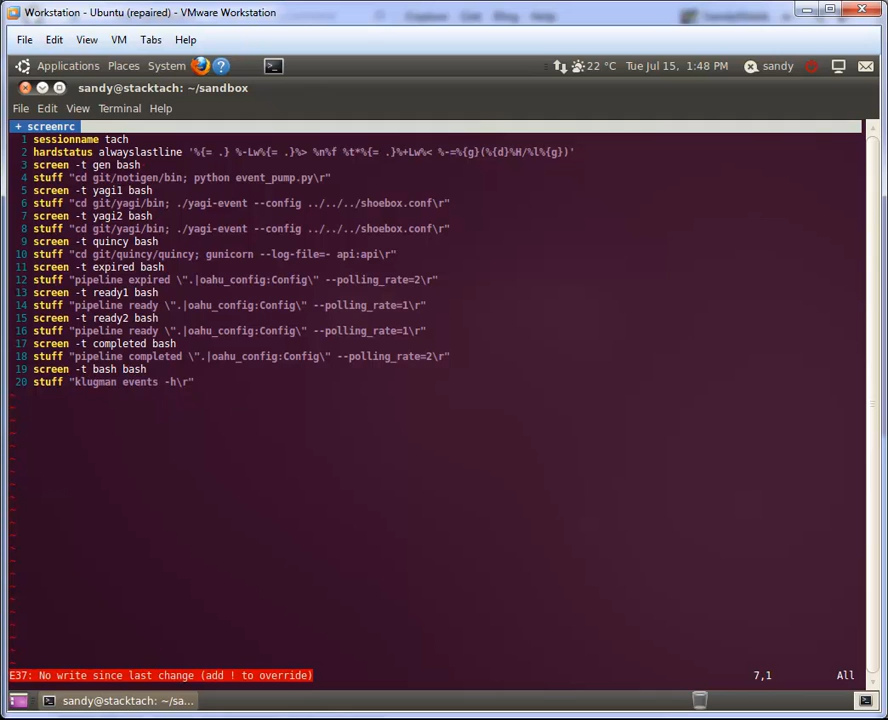 Workstation - Ubuntu (repaired) - VMware Workstation
File Edit View VM Tabs Help
Applications Places System 22 °C Tue Jul 15, 1:48 PM sandy
sandy@stacktach: ~/sandbox
File Edit View Terminal Help
+ screenrc
1 sessionname tach
2 hardstatus alwayslastline '%{= .} %-Lw%{= .}%> %n%f %t*%{= .}%+Lw%< %-=%{g}(%{d}%H/%l%{g})'
3 screen -t gen bash
4 stuff "cd git/notigen/bin; python event_pump.py\r"
5 screen -t yagi1 bash
6 stuff "cd git/yagi/bin; ./yagi-event --config ../../../shoebox.conf\r"
7 screen -t yagi2 bash
8 stuff "cd git/yagi/bin; ./yagi-event --config ../../../shoebox.conf\r"
9 screen -t quincy bash
10 stuff "cd git/quincy/quincy; gunicorn --log-file=- api:api\r"
11 screen -t expired bash
12 stuff "pipeline expired \".|oahu_config:Config\" --polling_rate=2\r"
13 screen -t ready1 bash
14 stuff "pipeline ready \".|oahu_config:Config\" --polling_rate=1\r"
15 screen -t ready2 bash
16 stuff "pipeline ready \".|oahu_config:Config\" --polling_rate=1\r"
17 screen -t completed bash
18 stuff "pipeline completed \".|oahu_config:Config\" --polling_rate=2\r"
19 screen -t bash bash
20 stuff "klugman events -h\r"
E37: No write since last change (add ! to override) 7,1 All
sandy@stacktach: ~/sa...